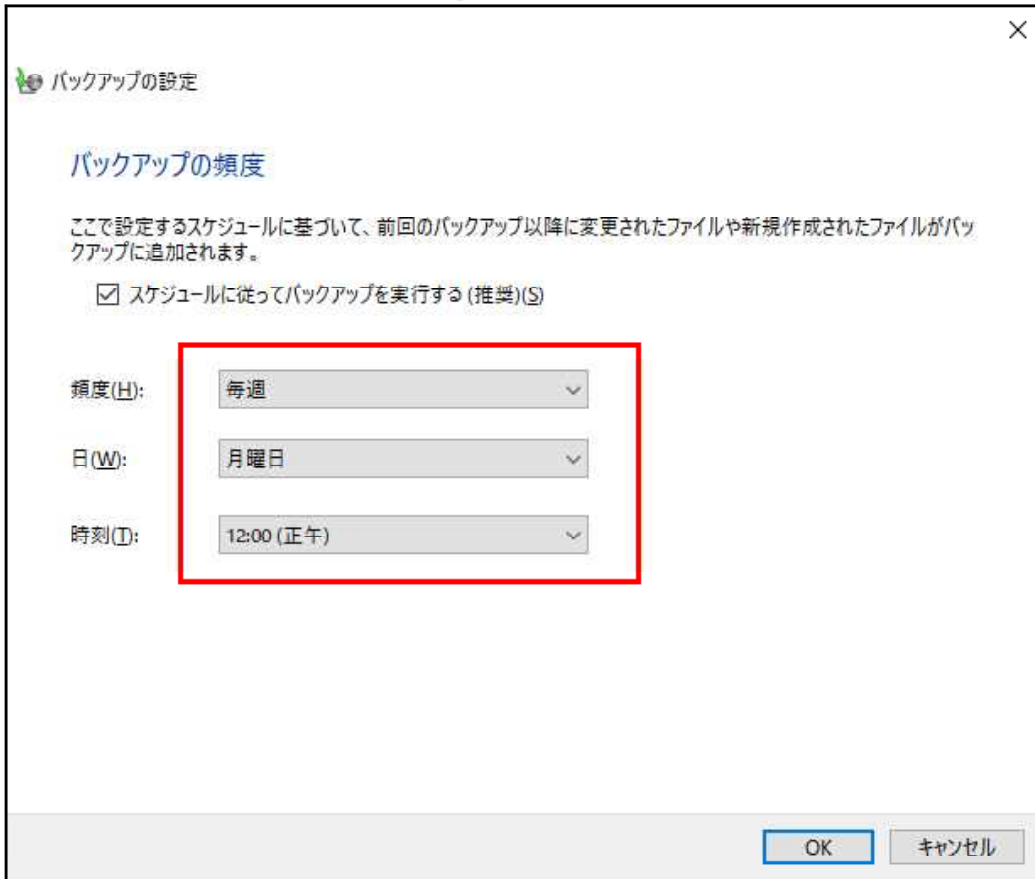 バックアップの設定
バックアップの頻度
ここで設定するスケジュールに基づいて、前回のバックアップ以降に変更されたファイルや新規作成されたファイルがバッ
クアップに追加されます。
スケジュールに従ってバックアップを実行する (推奨)(S)
頻度(H): 毎週
日(W): 月曜日
時刻(T): 12:00 (正午)
OK キャンセル